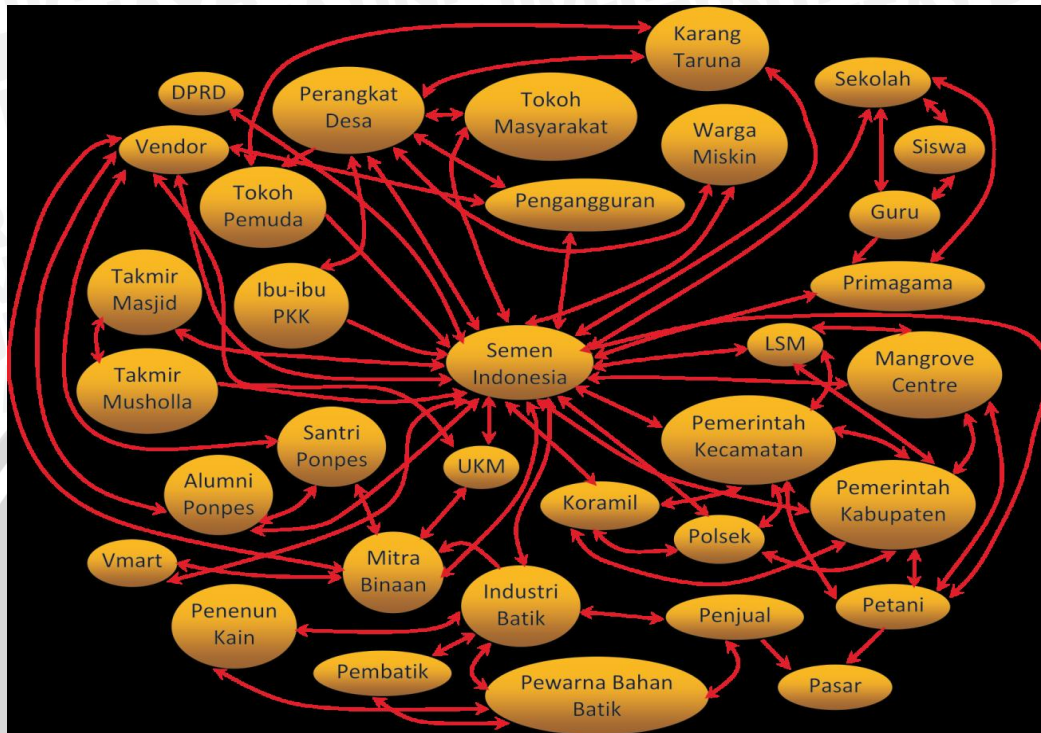 Karang
Taruna
DPRD
Perangkat
Desa
Tokoh
Masyarakat
Sekolah
Vendor
Warga
Miskin
Siswa
Tokoh
Pemuda
Pengangguran
Guru
Takmir
Masjid
Ibu-ibu
PKK
Primagama
Semen
Indonesia
LSM
Mangrove
Centre
Takmir
Musholla
Santri
Ponpes
UKM
Pemerintah
Kecamatan
Alumni
Ponpes
Koramil
Pemerintah
Kabupaten
Polsek
Vmart
Mitra
Binaan
Industri
Batik
Penjual
Petani
Penenun
Kain
Pembatik
Pewarna Bahan
Batik
Pasar